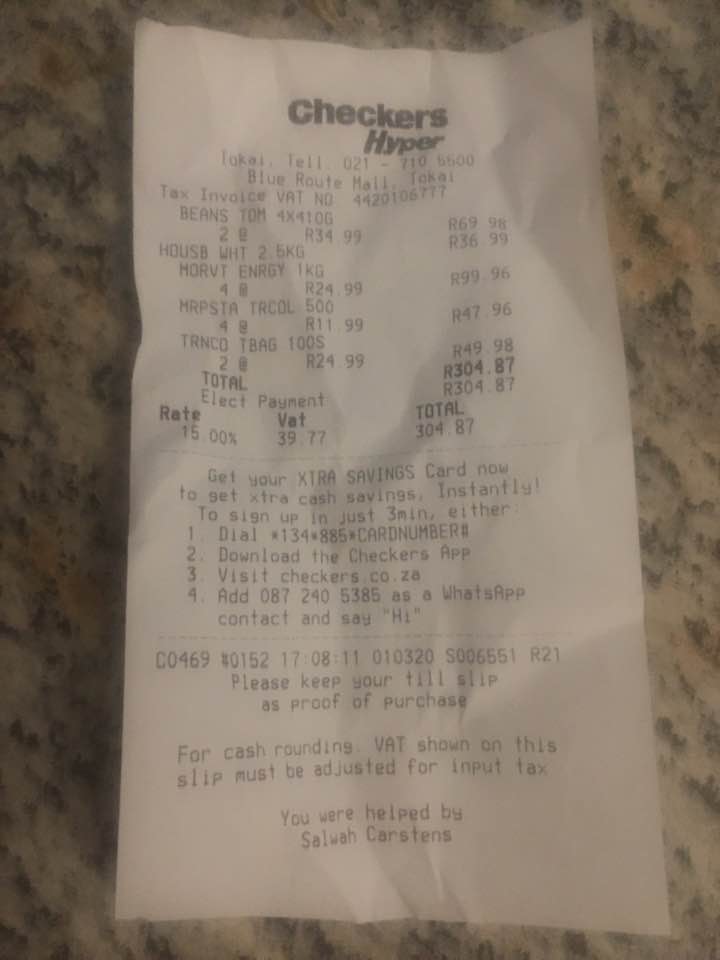 Checkers
Hyper
Tokai. Tell. 021 - 710 5500
Blue Route Mall, Tokai
Tax Invoice VAT NO 4420106777
BEANS TOM 4X410G
2 @ R34.99 R69.98
HOUSB WHT 2.5KG R36.99
MORVT ENRGY 1KG
4 @ R24.99 R99.96
MRPSTA TRCOL 500
4 @ R11.99 R47.96
TRNCO TBAG 100S
2 @ R24.99 R49.98
TOTAL R304.87
Elect Payment R304.87
Rate Vat TOTAL
15.00% 39.77 304.87
Get your XTRA SAVINGS Card now
to get xtra cash savings, Instantly!
To sign up in just 3min, either:
1. Dial *134*885*CARDNUMBER#
2. Download the Checkers App
3. Visit checkers.co.za
4. Add 087 240 5385 as a WhatsApp
contact and say "Hi"
C0469 #0152 17:08:11 010320 S006551 R21
Please keep your till slip
as proof of purchase
For cash rounding. VAT shown on this
slip must be adjusted for input tax
You were helped by
Salwah Carstens